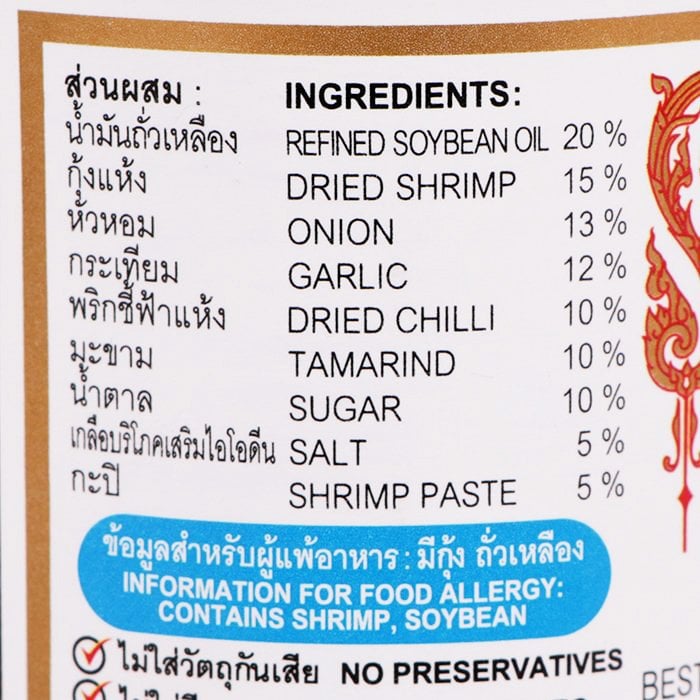 ส่วนผสม : INGREDIENTS:
น้ำมันถั่วเหลือง REFINED SOYBEAN OIL 20 %
กุ้งแห้ง DRIED SHRIMP 15 %
หัวหอม ONION 13 %
กระเทียม GARLIC 12 %
พริกชี้ฟ้าแห้ง DRIED CHILLI 10 %
มะขาม TAMARIND 10 %
น้ำตาล SUGAR 10 %
เกลือบริโภคเสริมไอโอดีน SALT 5 %
กะปิ SHRIMP PASTE 5 %
ข้อมูลสำหรับผู้แพ้อาหาร : มีกุ้ง ถั่วเหลือง
INFORMATION FOR FOOD ALLERGY:
CONTAINS SHRIMP, SOYBEAN
ไม่ใส่วัตถุกันเสีย NO PRESERVATIVES
BEST